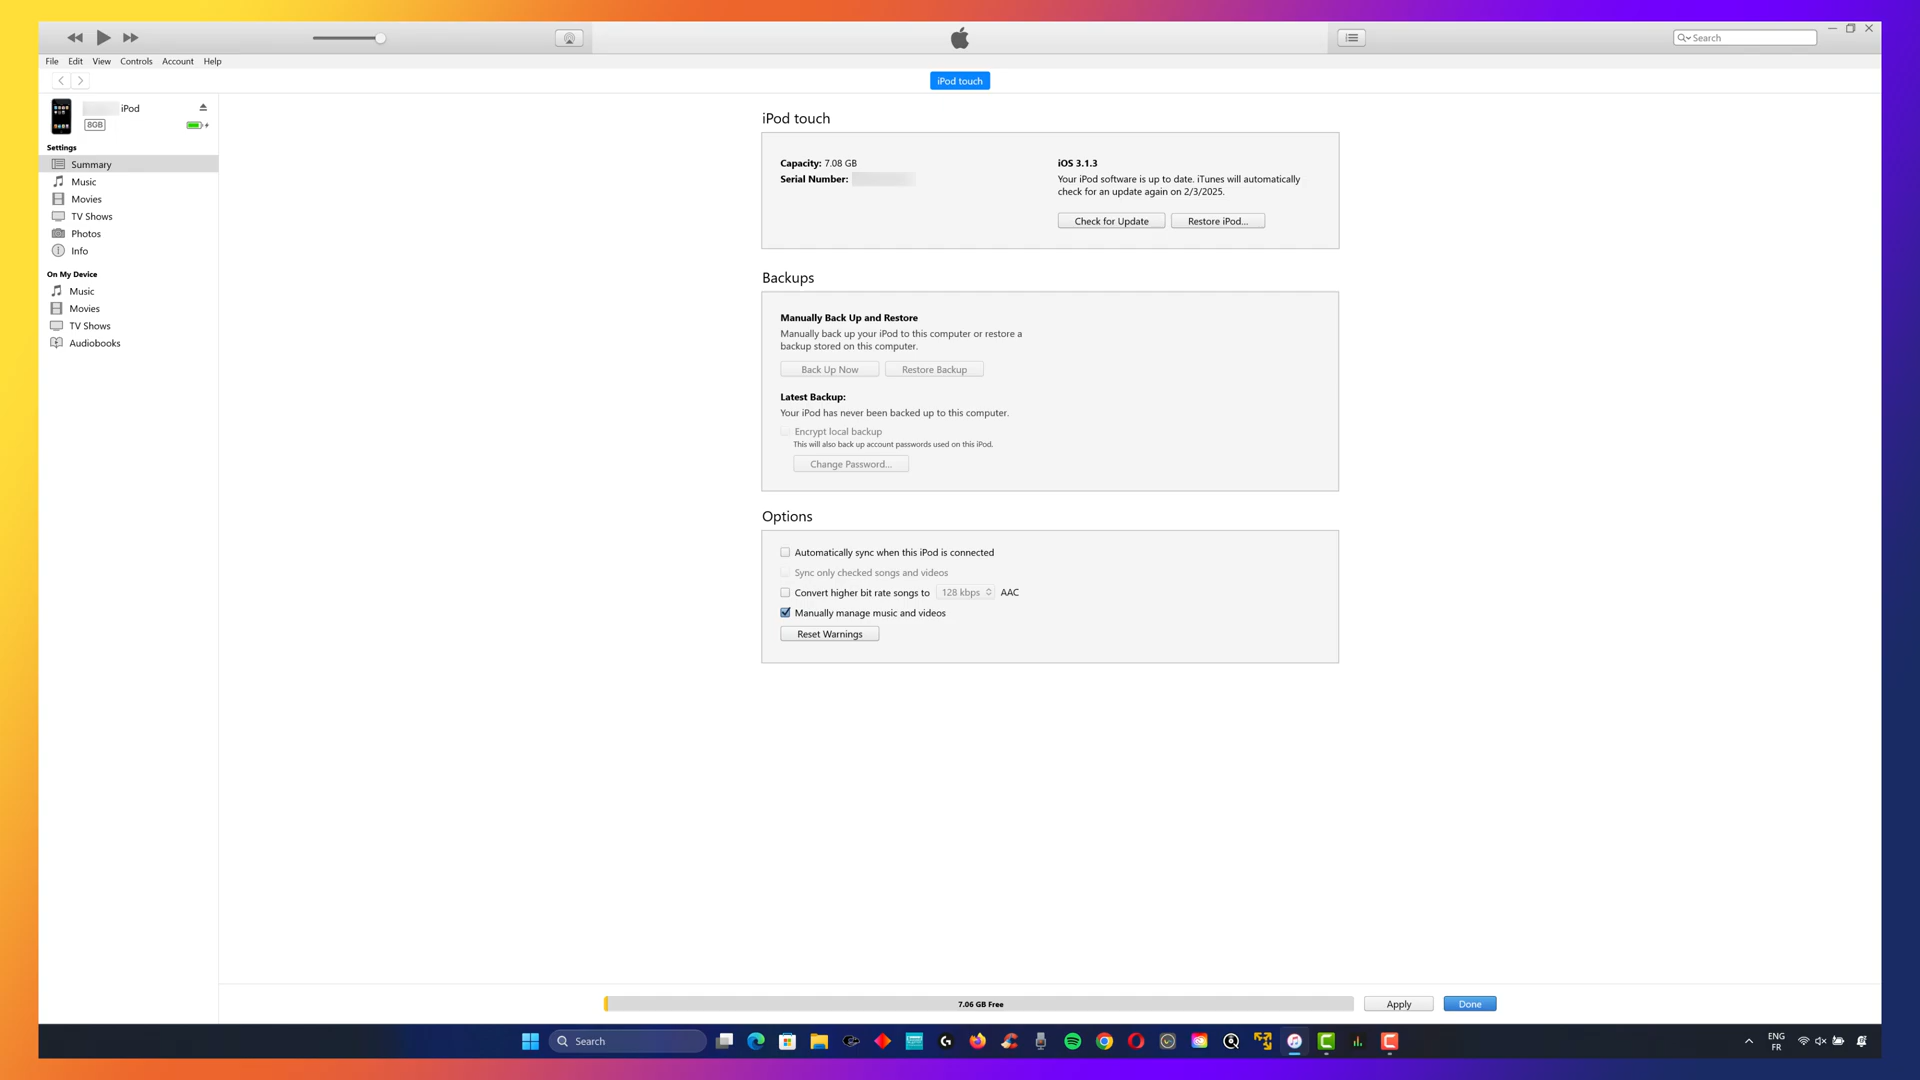 Search
File Edit View Controls Account Help
iPod touch
iPod
8GB
Settings
Summary
Music
Movies
TV Shows
Photos
Info
On My Device
Music
Movies
TV Shows
Audiobooks
iPod touch
Capacity: 7.08 GB
Serial Number:
iOS 3.1.3
Your iPod software is up to date. iTunes will automatically
check for an update again on 2/3/2025.
Check for Update
Restore iPod...
Backups
Manually Back Up and Restore
Manually back up your iPod to this computer or restore a
backup stored on this computer.
Back Up Now
Restore Backup
Latest Backup:
Your iPod has never been backed up to this computer.
Encrypt local backup
This will also back up account passwords used on this iPod.
Change Password...
Options
Automatically sync when this iPod is connected
Sync only checked songs and videos
Convert higher bit rate songs to 128 kbps AAC
Manually manage music and videos
Reset Warnings
7.06 GB Free
Apply
Done
Search
ENG
FR